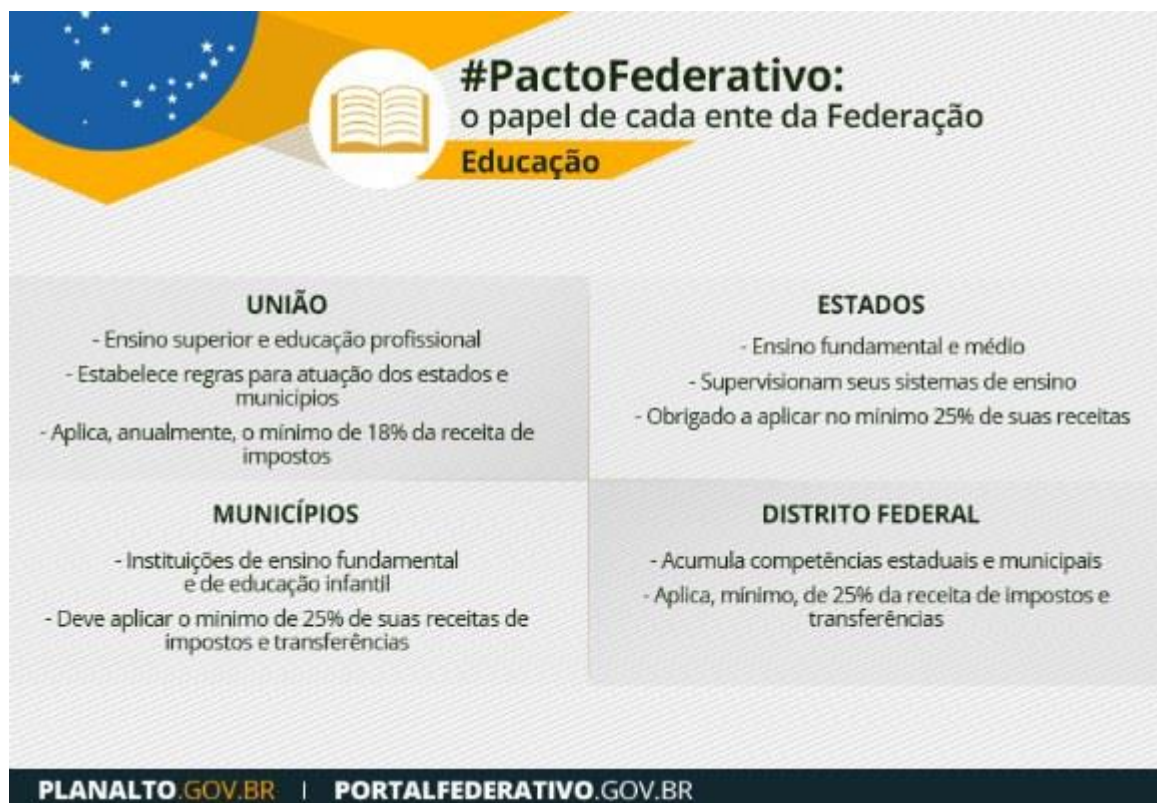 #PactoFederativo:
o papel de cada ente da Federação
Educação
UNIÃO
- Ensino superior e educação profissional
- Estabelece regras para atuação dos estados e
municípios
- Aplica, anualmente, o mínimo de 18% da receita de
impostos
ESTADOS
- Ensino fundamental e médio
- Supervisionam seus sistemas de ensino
- Obrigado a aplicar no mínimo 25% de suas receitas
MUNICÍPIOS
- Instituições de ensino fundamental
e de educação infantil
- Deve aplicar o mínimo de 25% de suas receitas de
impostos e transferências
DISTRITO FEDERAL
- Acumula competências estaduais e municipais
- Aplica, mínimo, de 25% da receita de impostos e
transferências
PLANALTO.GOV.BR | PORTALFEDERATIVO.GOV.BR